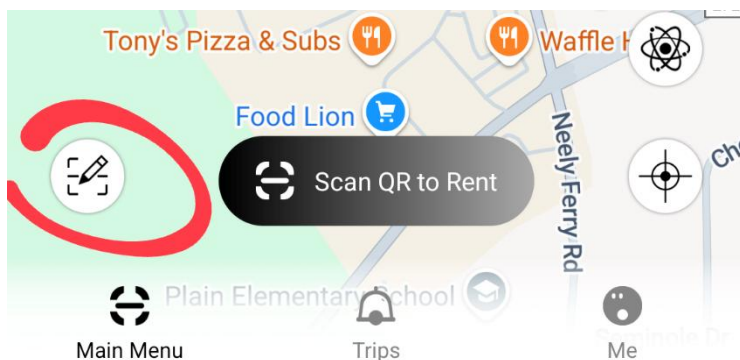 Tony's Pizza & Subs
Waffle H
Food Lion
Neely Ferry Rd
Scan QR to Rent
Plain Elementary School
Main Menu
Trips
Me